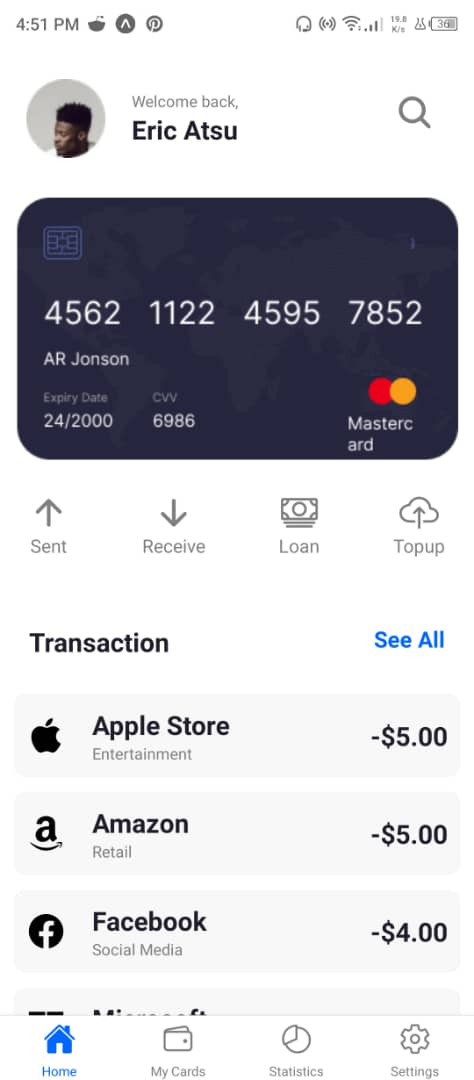 4:51 PM
19.8
K/s
36
Welcome back,
Eric Atsu
4562 1122 4595 7852
AR Jonson
Expiry Date CVV
24/2000 6986
Masterc
ard
Sent Receive Loan Topup
Transaction See All
Apple Store
Entertainment
-$5.00
Amazon
Retail
-$5.00
Facebook
Social Media
-$4.00
Microsoft
Home My Cards Statistics Settings